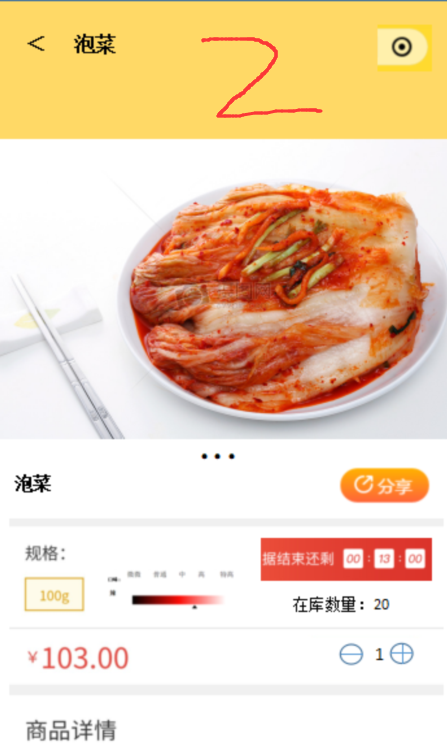 2
< 泡菜
泡菜
分享
规格：
据结束还剩 00 : 13 : 00
微微 普通 中 高 特高
100g
在库数量：20
¥103.00
1
商品详情